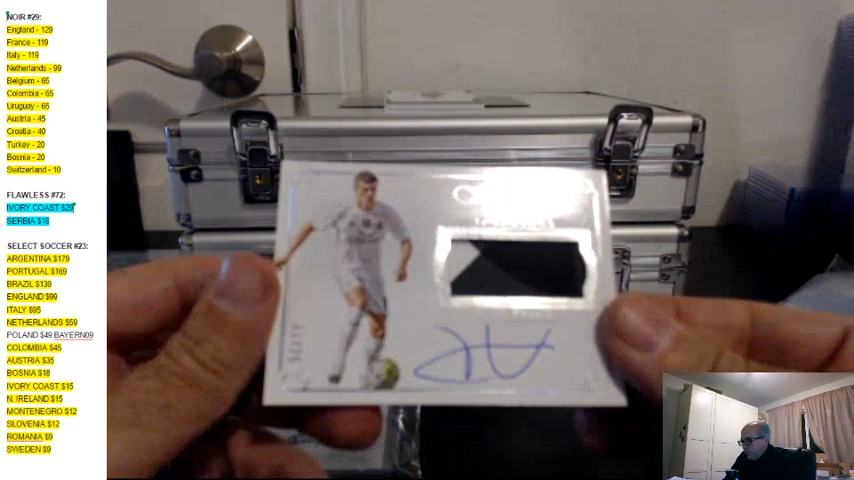 NOIR #29:
England - 129
France - 119
Italy - 119
Netherlands - 99
Belgium - 65
Colombia - 65
Uruguay - 65
Austria - 45
Croatia - 40
Turkey - 20
Bosnia - 20
Switzerland - 10
FLAWLESS #72:
IVORY COAST $29
SERBIA $18
SELECT SOCCER #23:
ARGENTINA $179
PORTUGAL $169
BRAZIL $139
ENGLAND $99
ITALY $95
NETHERLANDS $59
POLAND $49 BAYERN09
COLOMBIA $45
AUSTRIA $35
BOSNIA $18
IVORY COAST $15
N. IRELAND $15
MONTENEGRO $12
SLOVENIA $12
ROMANIA $9
SWEDEN $9